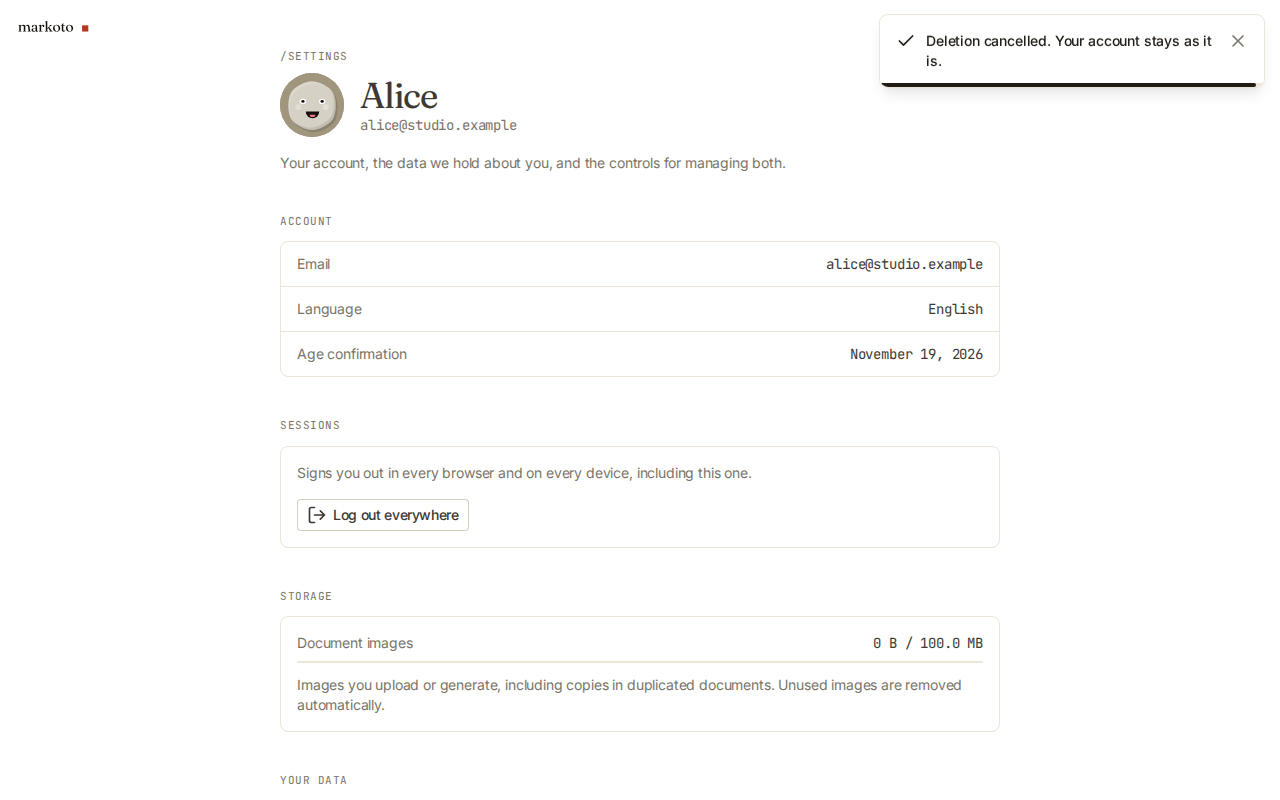 markoto
Deletion cancelled. Your account stays as it
is.
/SETTINGS
Alice
alice@studio.example
Your account, the data we hold about you, and the controls for managing both.
ACCOUNT
Email alice@studio.example
Language English
Age confirmation November 19, 2026
SESSIONS
Signs you out in every browser and on every device, including this one.
Log out everywhere
STORAGE
Document images 0 B / 100.0 MB
Images you upload or generate, including copies in duplicated documents. Unused images are removed
automatically.
YOUR DATA